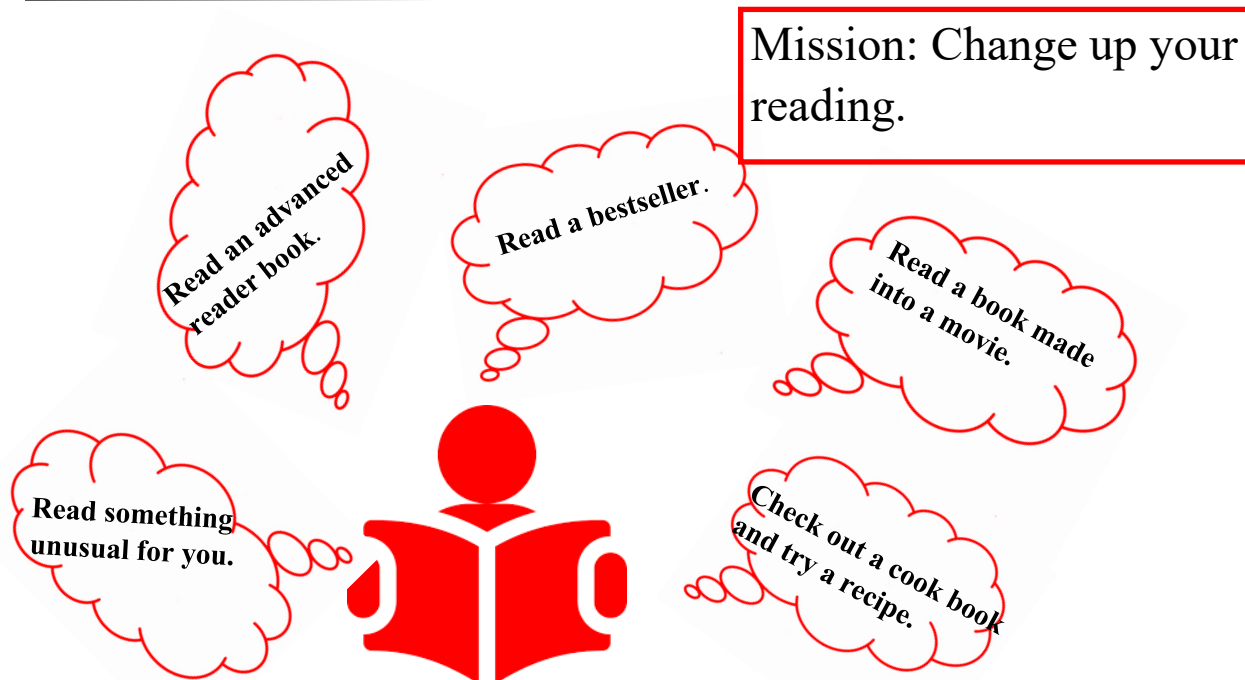 Mission: Change up your
reading.
Read an advanced
reader book.
Read a bestseller.
Read a book made
into a movie.
Read something
unusual for you.
Check out a cook book
and try a recipe.